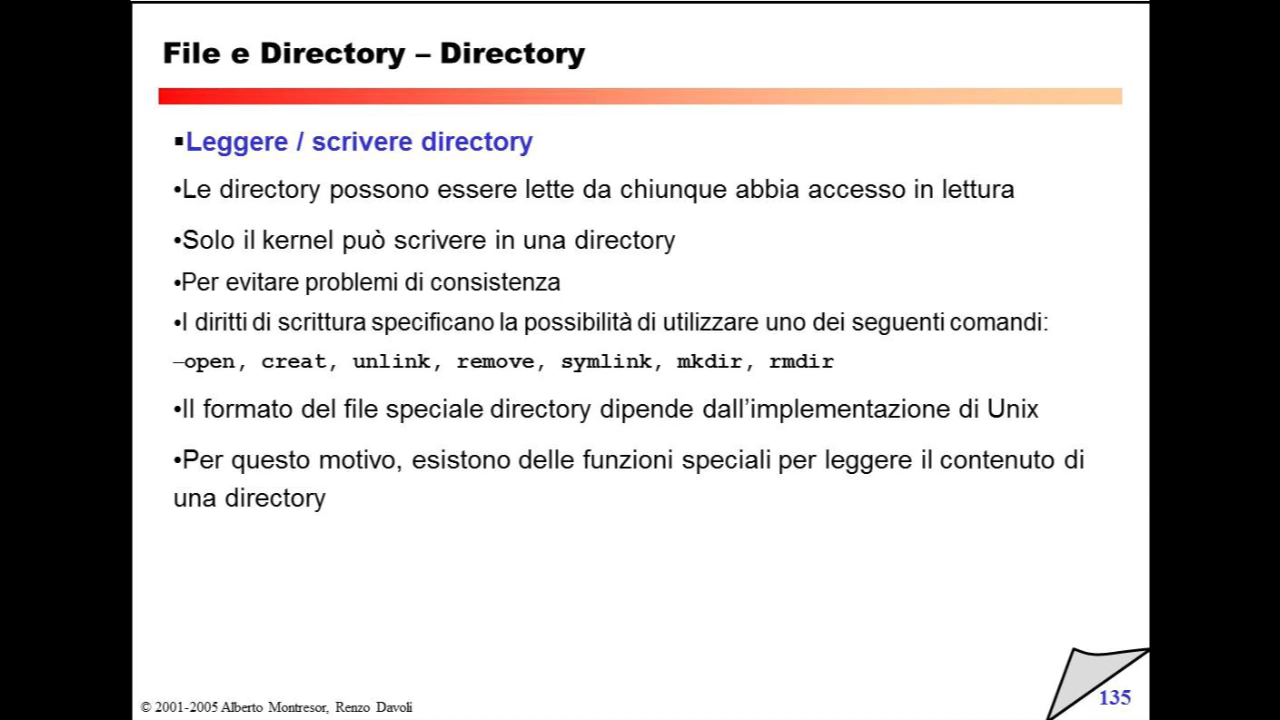 File e Directory – Directory
▪Leggere / scrivere directory
•Le directory possono essere lette da chiunque abbia accesso in lettura
•Solo il kernel può scrivere in una directory
•Per evitare problemi di consistenza
•I diritti di scrittura specificano la possibilità di utilizzare uno dei seguenti comandi:
–open, creat, unlink, remove, symlink, mkdir, rmdir
•Il formato del file speciale directory dipende dall’implementazione di Unix
•Per questo motivo, esistono delle funzioni speciali per leggere il contenuto di
una directory
© 2001-2005 Alberto Montresor, Renzo Davoli
135